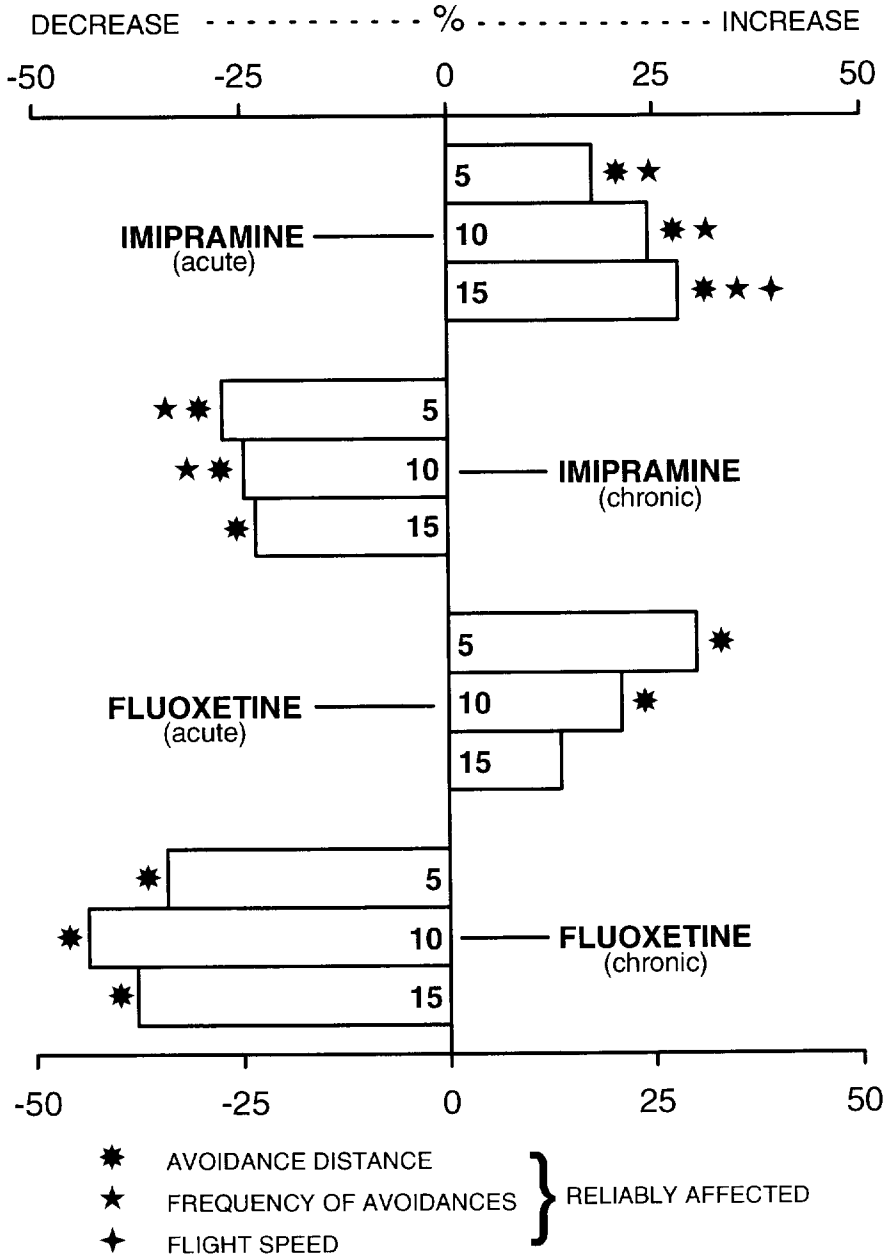 DECREASE - - - - - - - - - - - % - - - - - - - - - - - INCREASE
-50 -25 0 25 50
5
IMIPRAMINE 10
(acute)
15
5
10 IMIPRAMINE
(chronic)
15
5
FLUOXETINE 10
(acute)
15
5
10 FLUOXETINE
(chronic)
15
-50 -25 0 25 50
AVOIDANCE DISTANCE
FREQUENCY OF AVOIDANCES } RELIABLY AFFECTED
FLIGHT SPEED